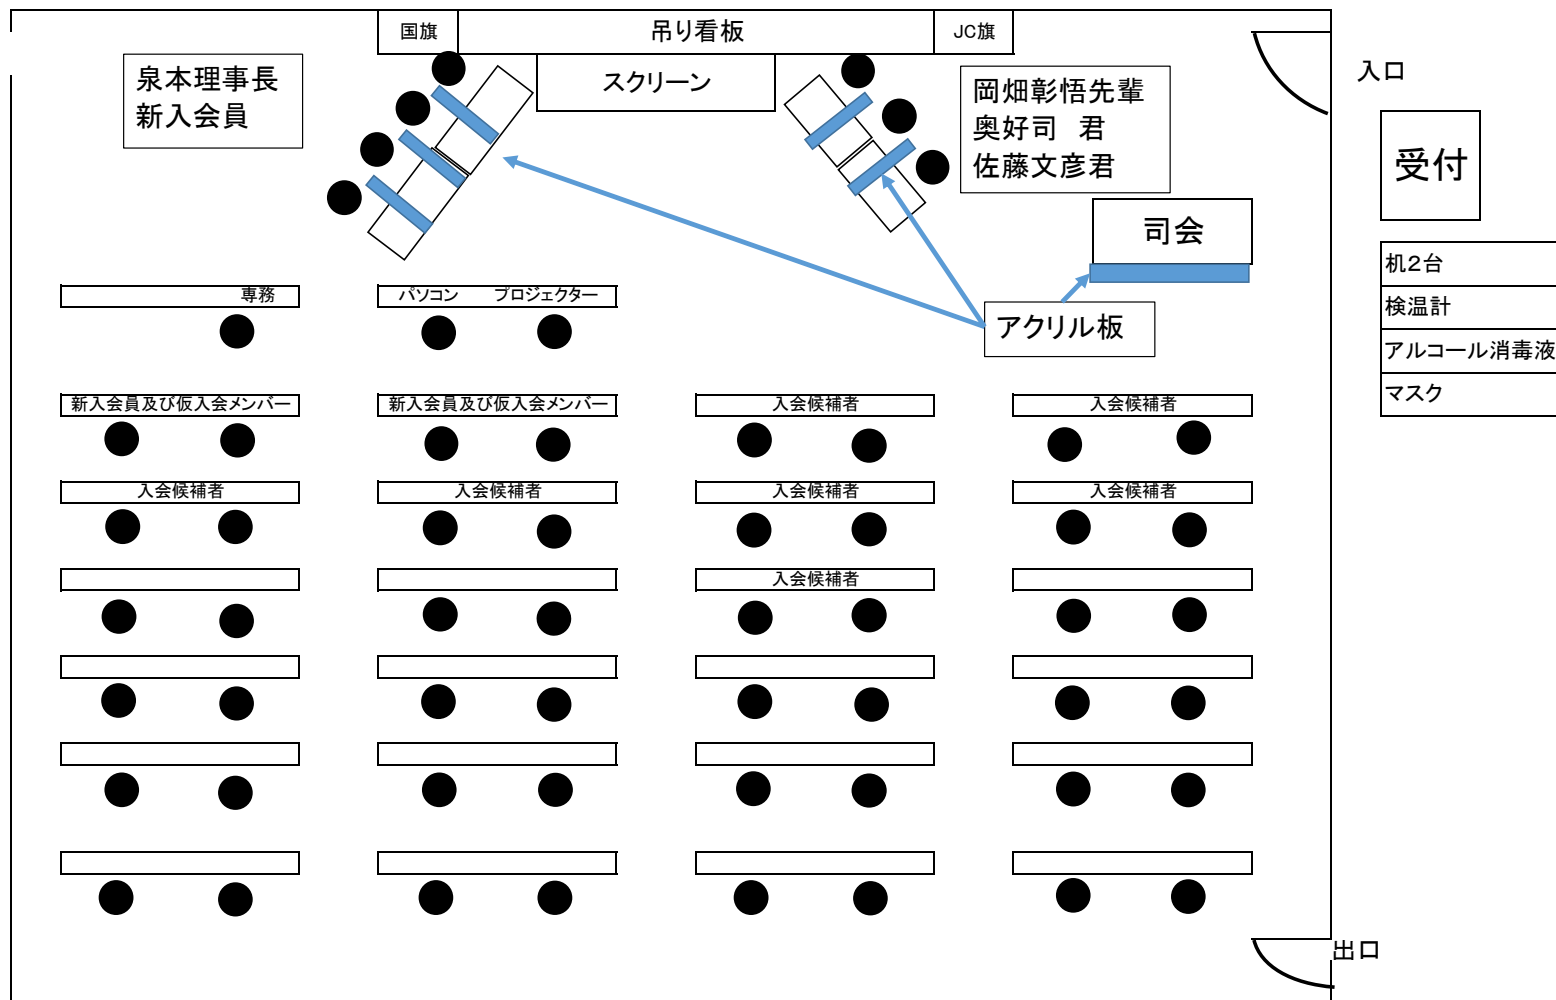 国旗
吊り看板
JC旗
スクリーン
泉本理事長
新入会員
岡畑彰悟先輩
奥好司　君
佐藤文彦君
入口
受付
司会
机2台
検温計
アルコール消毒液
マスク
アクリル板
専務
パソコン
プロジェクター
新入会員及び仮入会メンバー
新入会員及び仮入会メンバー
入会候補者
入会候補者
入会候補者
入会候補者
入会候補者
入会候補者
入会候補者
出口